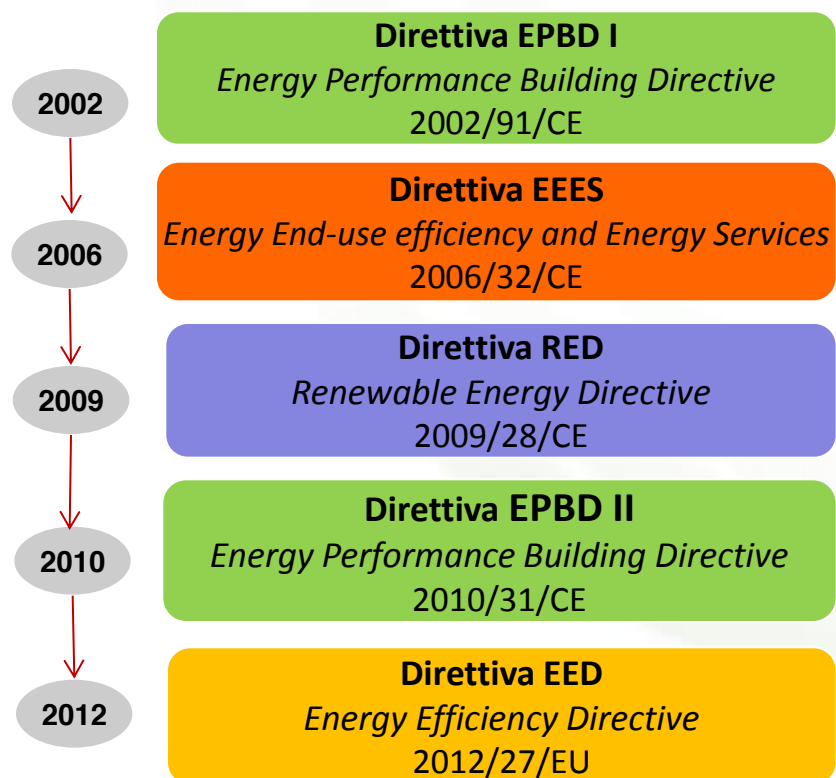 2002
Direttiva EPBD I
Energy Performance Building Directive
2002/91/CE
2006
Direttiva EEES
Energy End-use efficiency and Energy Services
2006/32/CE
2009
Direttiva RED
Renewable Energy Directive
2009/28/CE
2010
Direttiva EPBD II
Energy Performance Building Directive
2010/31/CE
2012
Direttiva EED
Energy Efficiency Directive
2012/27/EU